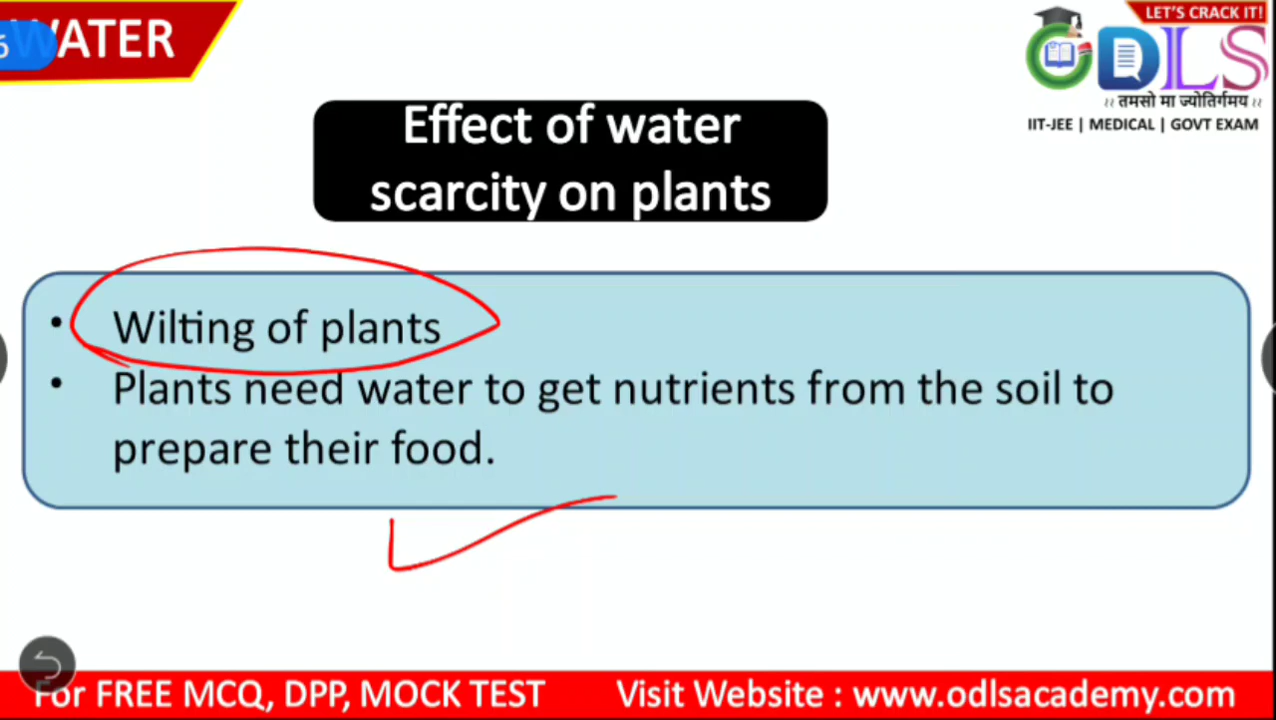 6 WATER
LET'S CRACK IT!
DLS
।। तमसो मा ज्योतिर्गमय ।।
IIT-JEE | MEDICAL | GOVT EXAM
Effect of water
scarcity on plants
• Wilting of plants
• Plants need water to get nutrients from the soil to
prepare their food.
For FREE MCQ, DPP, MOCK TEST Visit Website : www.odlsacademy.com